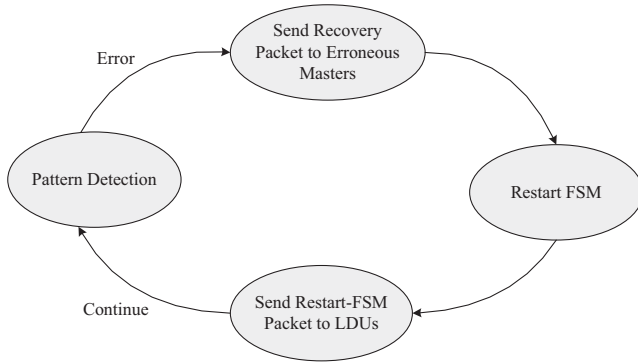 Send Recovery
Packet to Erroneous
Masters
Error
Pattern Detection
Restart FSM
Continue
Send Restart-FSM
Packet to LDUs